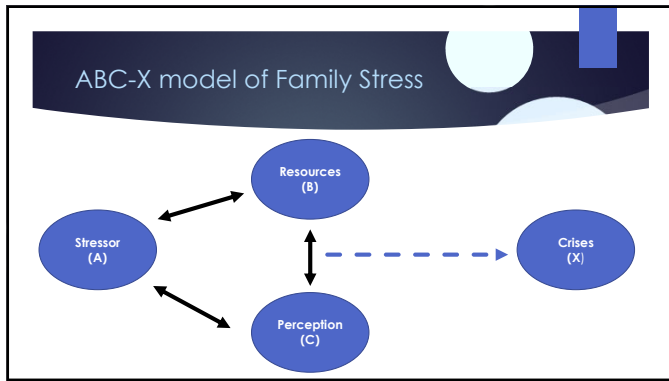 ABC-X model of Family Stress
Resources
(B)
Stressor
(A)
Crises
(X)
Perception
(C)